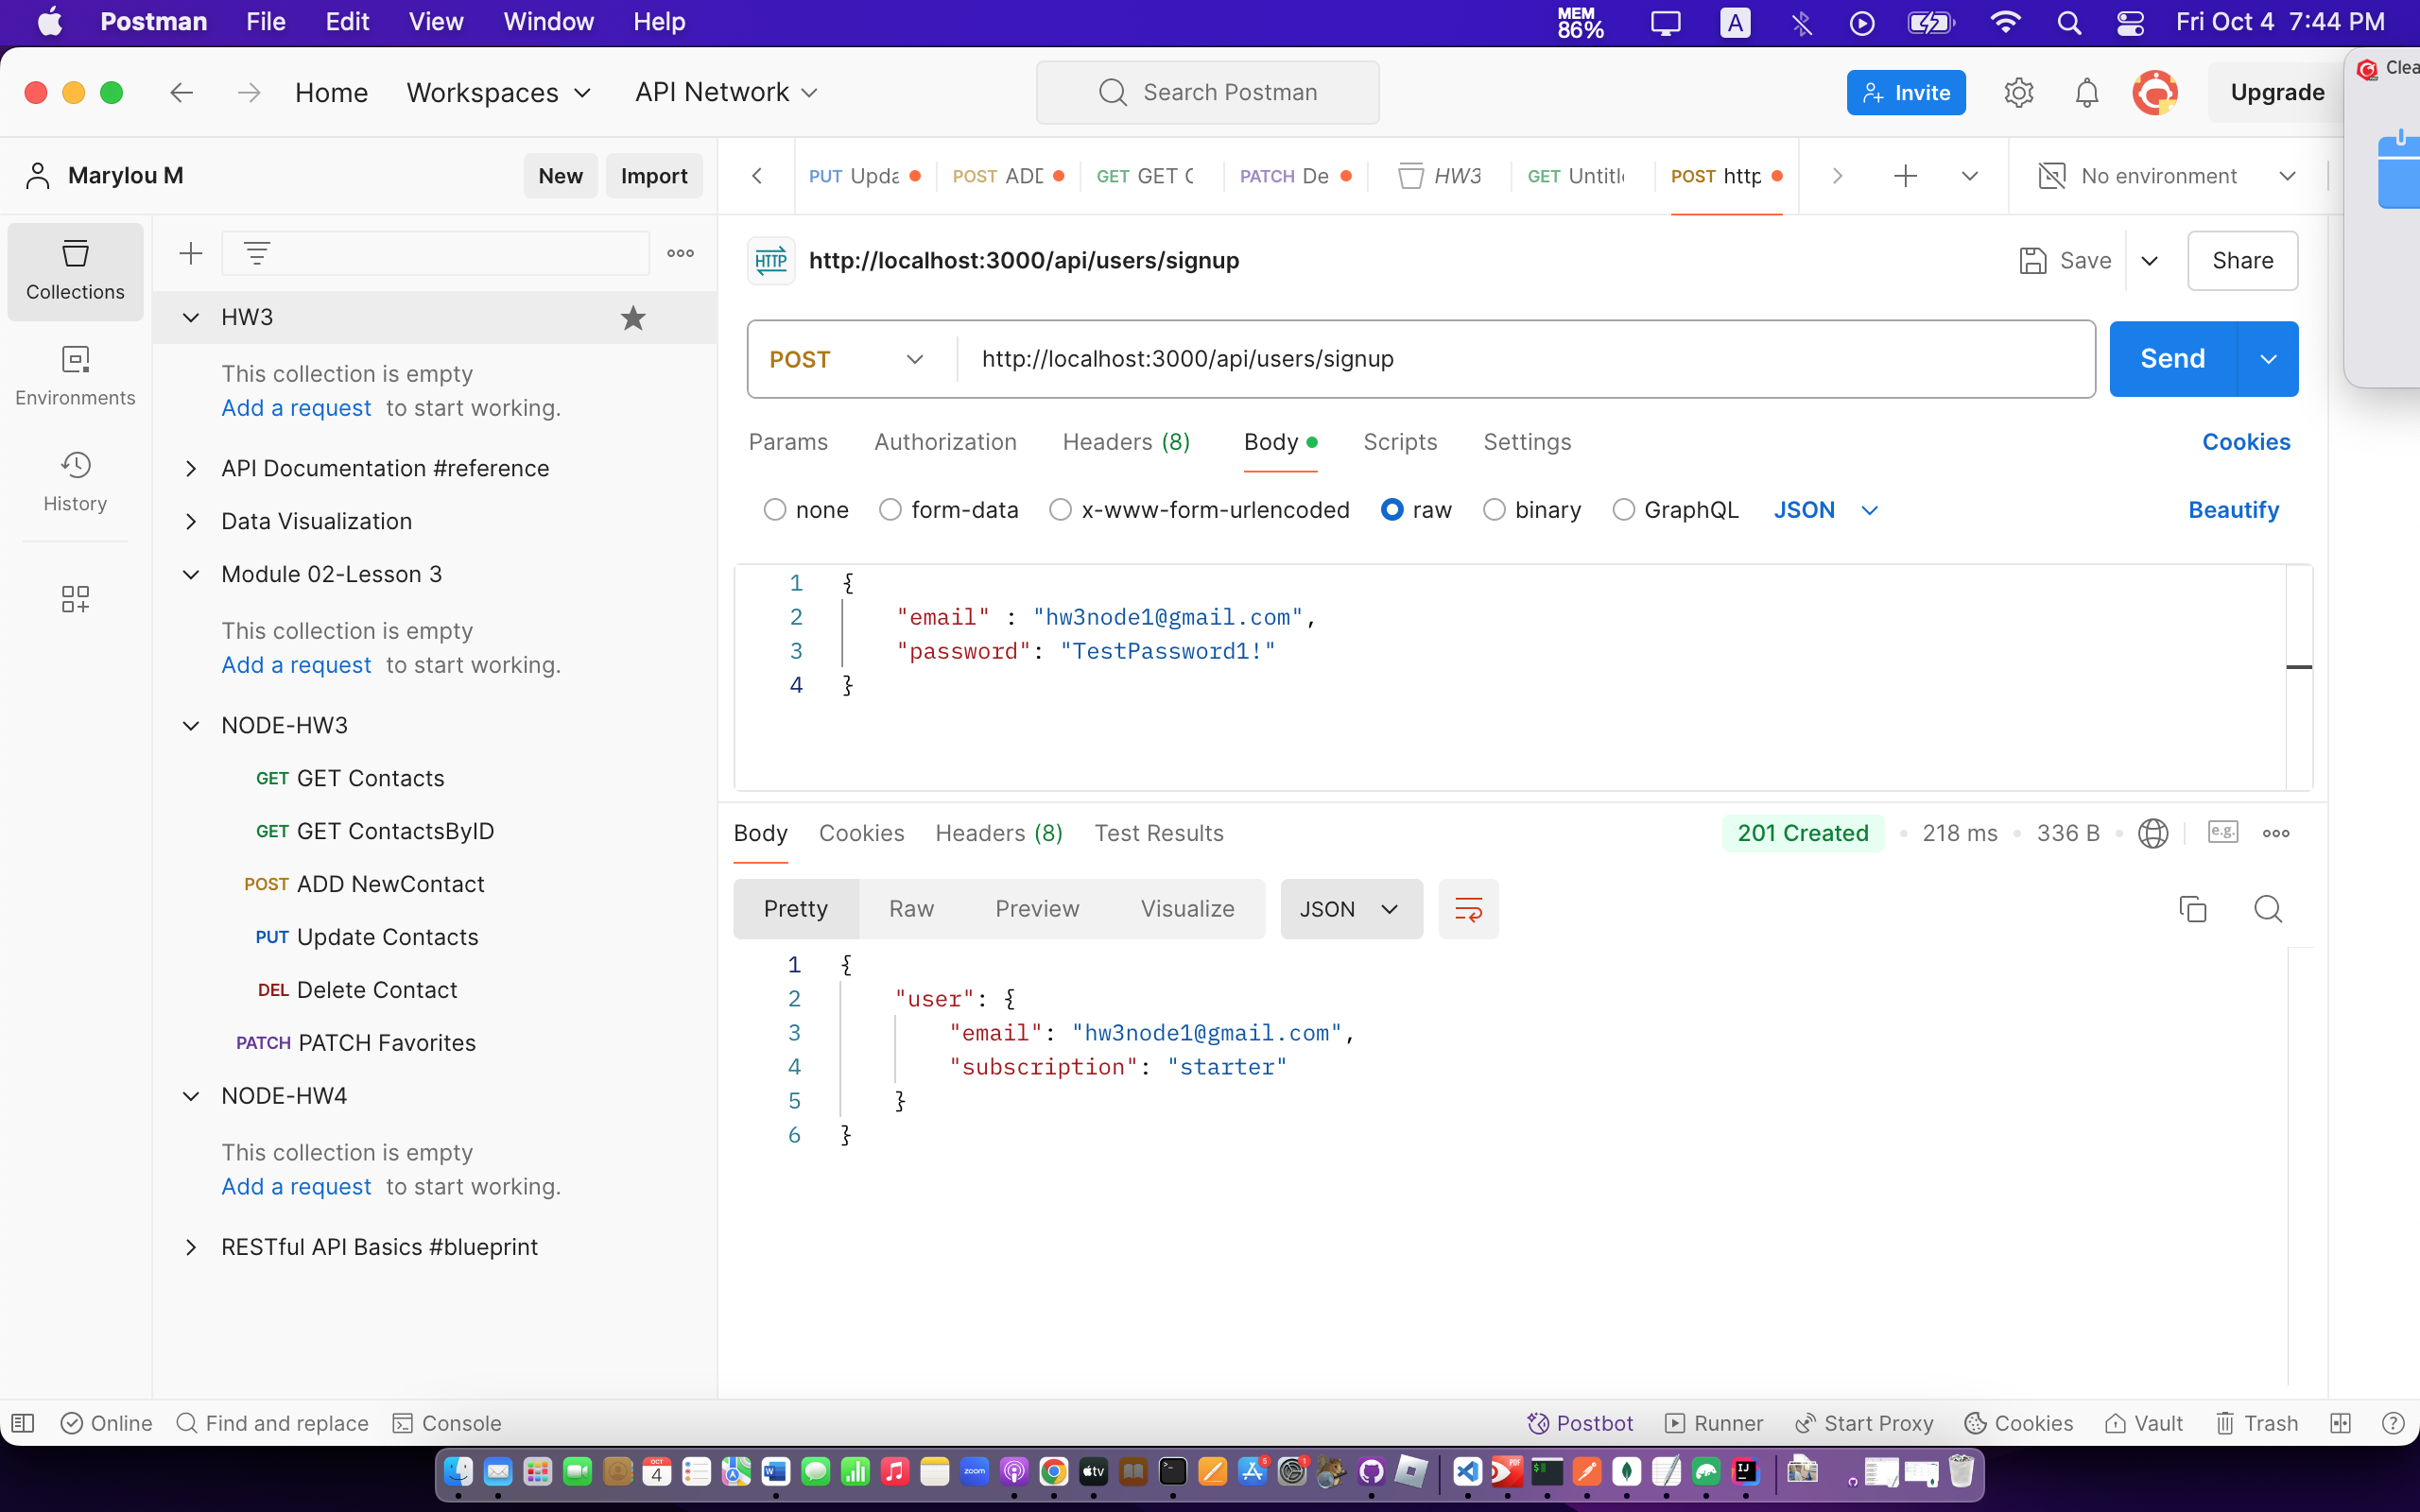 Postman File Edit View Window Help MEM 86% A Fri Oct 4 7:44 PM
Home Workspaces API Network Search Postman Invite Upgrade
Marylou M New Import
PUT Upda POST ADD GET GET C PATCH De HW3 GET Untitl POST http No environment
Collections
Environments
History
HW3
This collection is empty
Add a request to start working.
API Documentation #reference
Data Visualization
Module 02-Lesson 3
This collection is empty
Add a request to start working.
NODE-HW3
GET GET Contacts
GET GET ContactsByID
POST ADD NewContact
PUT Update Contacts
DEL Delete Contact
PATCH PATCH Favorites
NODE-HW4
This collection is empty
Add a request to start working.
RESTful API Basics #blueprint
HTTP http://localhost:3000/api/users/signup Save Share
POST http://localhost:3000/api/users/signup Send
Params Authorization Headers (8) Body Scripts Settings Cookies
none form-data x-www-form-urlencoded raw binary GraphQL JSON Beautify
1 {
2 "email" : "hw3node1@gmail.com",
3 "password": "TestPassword1!"
4 }
Body Cookies Headers (8) Test Results 201 Created 218 ms 336 B e.g.
Pretty Raw Preview Visualize JSON
1 {
2 "user": {
3 "email": "hw3node1@gmail.com",
4 "subscription": "starter"
5 }
6 }
Online Find and replace Console Postbot Runner Start Proxy Cookies Vault Trash
Clea
OCT 4 W zoom tv 6 1 PDF $ IJ